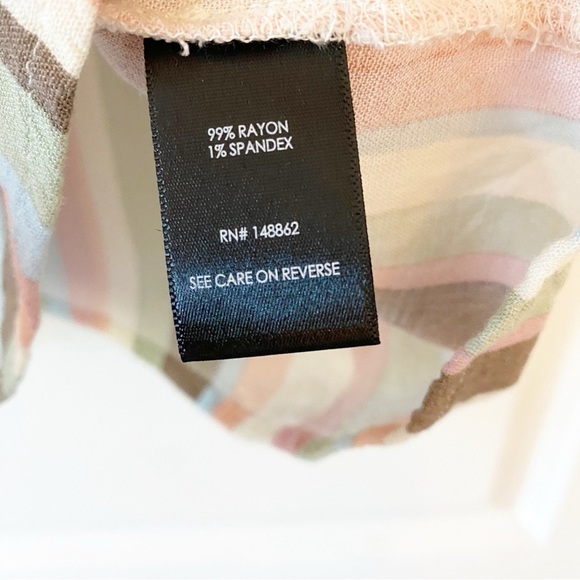 99% RAYON
1% SPANDEX
RN# 148862
SEE CARE ON REVERSE